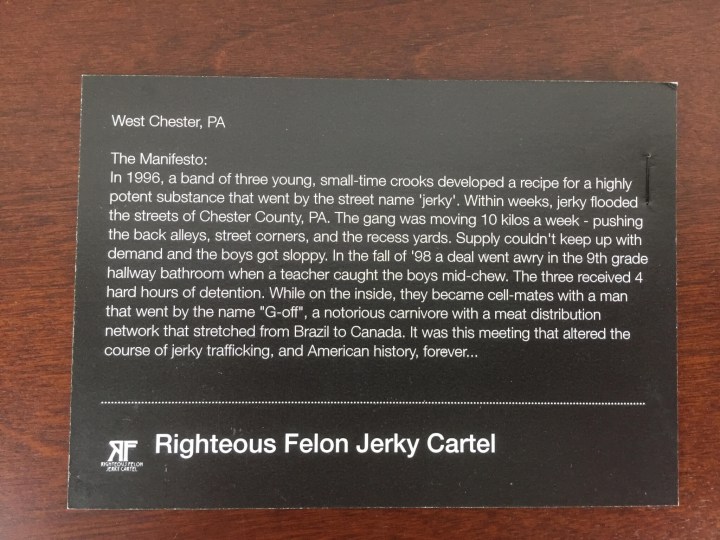 West Chester, PA
The Manifesto:
In 1996, a band of three young, small-time crooks developed a recipe for a highly
potent substance that went by the street name 'jerky'. Within weeks, jerky flooded
the streets of Chester County, PA. The gang was moving 10 kilos a week - pushing
the back alleys, street corners, and the recess yards. Supply couldn't keep up with
demand and the boys got sloppy. In the fall of '98 a deal went awry in the 9th grade
hallway bathroom when a teacher caught the boys mid-chew. The three received 4
hard hours of detention. While on the inside, they became cell-mates with a man
that went by the name "G-off", a notorious carnivore with a meat distribution
network that stretched from Brazil to Canada. It was this meeting that altered the
course of jerky trafficking, and American history, forever...
RF
RIGHTEOUS FELON
JERKY CARTEL
Righteous Felon Jerky Cartel